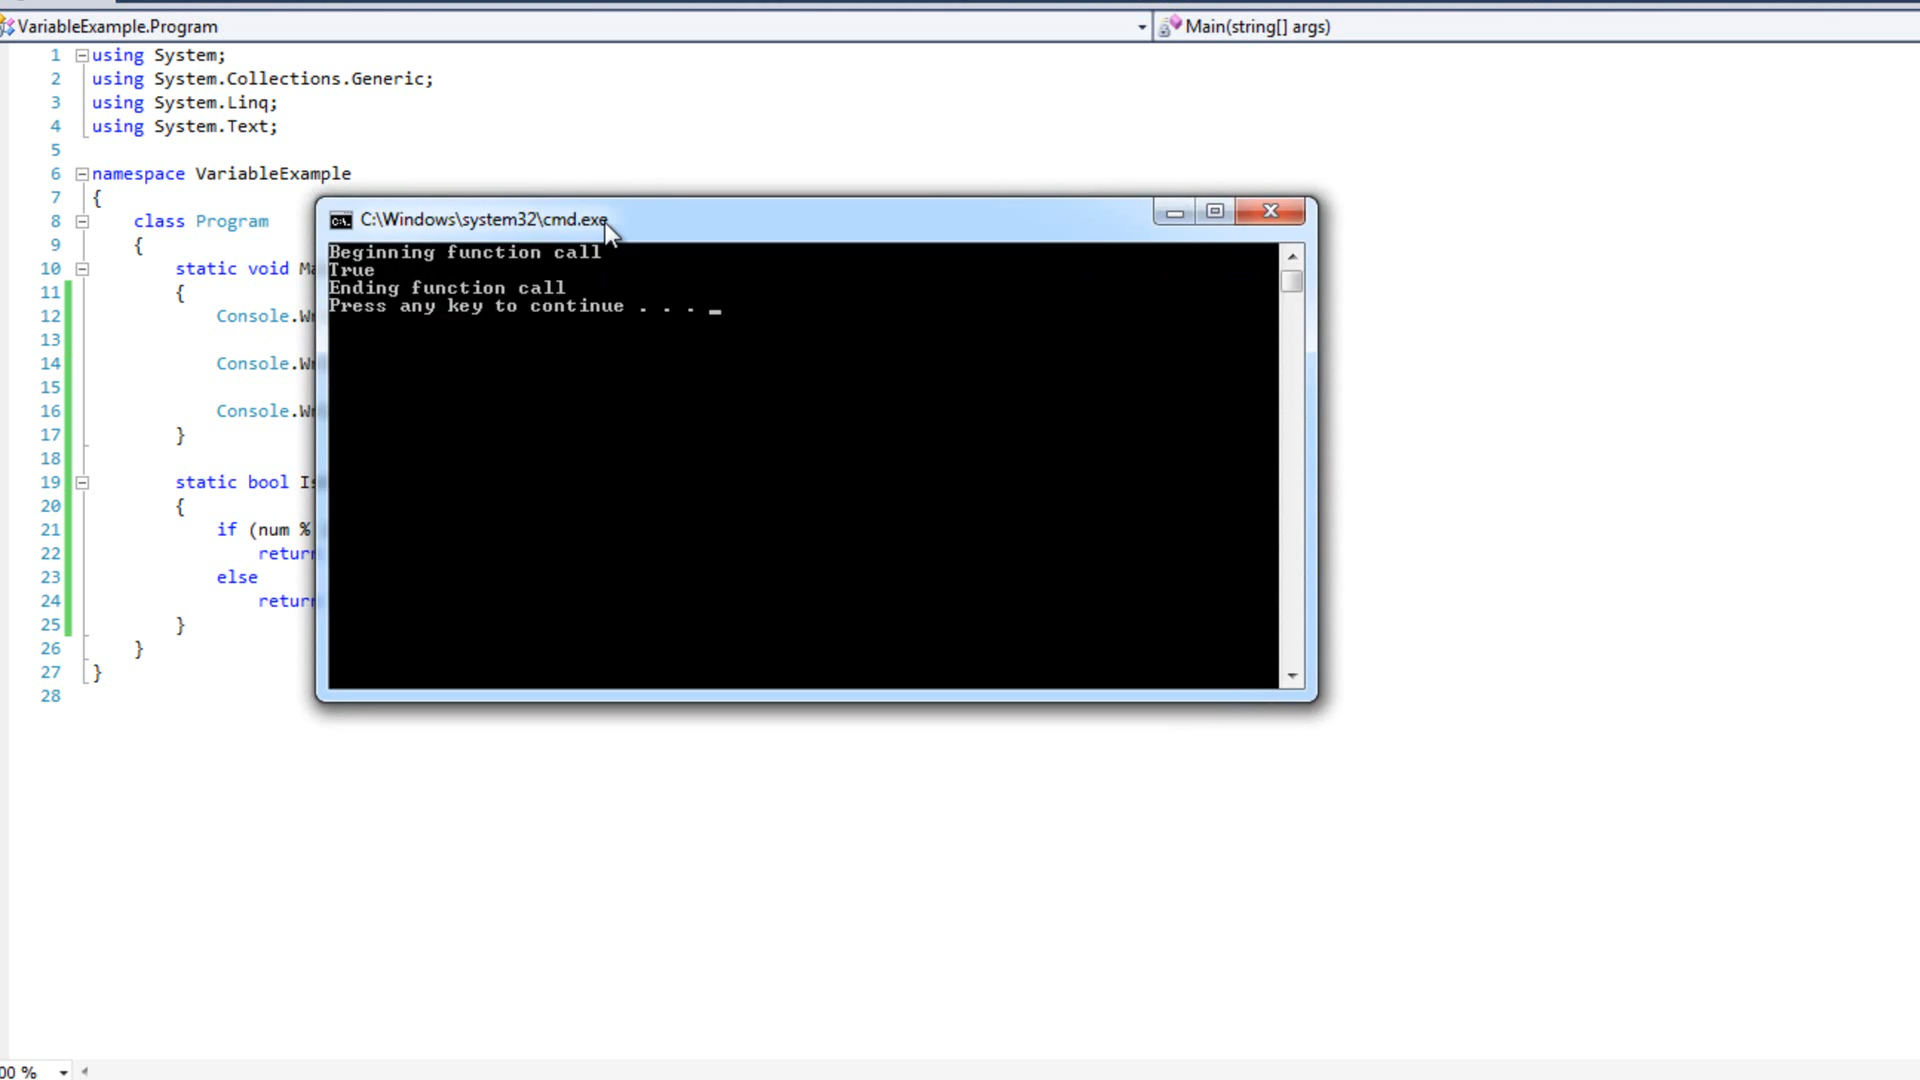 VariableExample.Program
Main(string[] args)
1 using System;
2 using System.Collections.Generic;
3 using System.Linq;
4 using System.Text;
5
6 namespace VariableExample
7 {
8 class Program
9 {
10 static void
11 {
12 Console.
13
14 Console.
15
16 Console.
17 }
18
19 static bool
20 {
21 if (num %
22
23 else
24
25 }
26 }
27 }
28
C:\Windows\system32\cmd.exe
Beginning function call
True
Ending function call
Press any key to continue . . . _
00 %